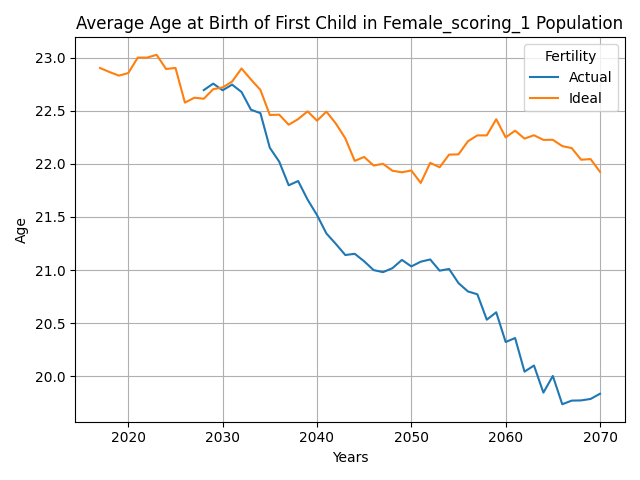 Average Age at Birth of First Child in Female_scoring_1 Population
Fertility
Actual
Ideal
Age
23.0
22.5
22.0
21.5
21.0
20.5
20.0
2020 2030 2040 2050 2060 2070
Years